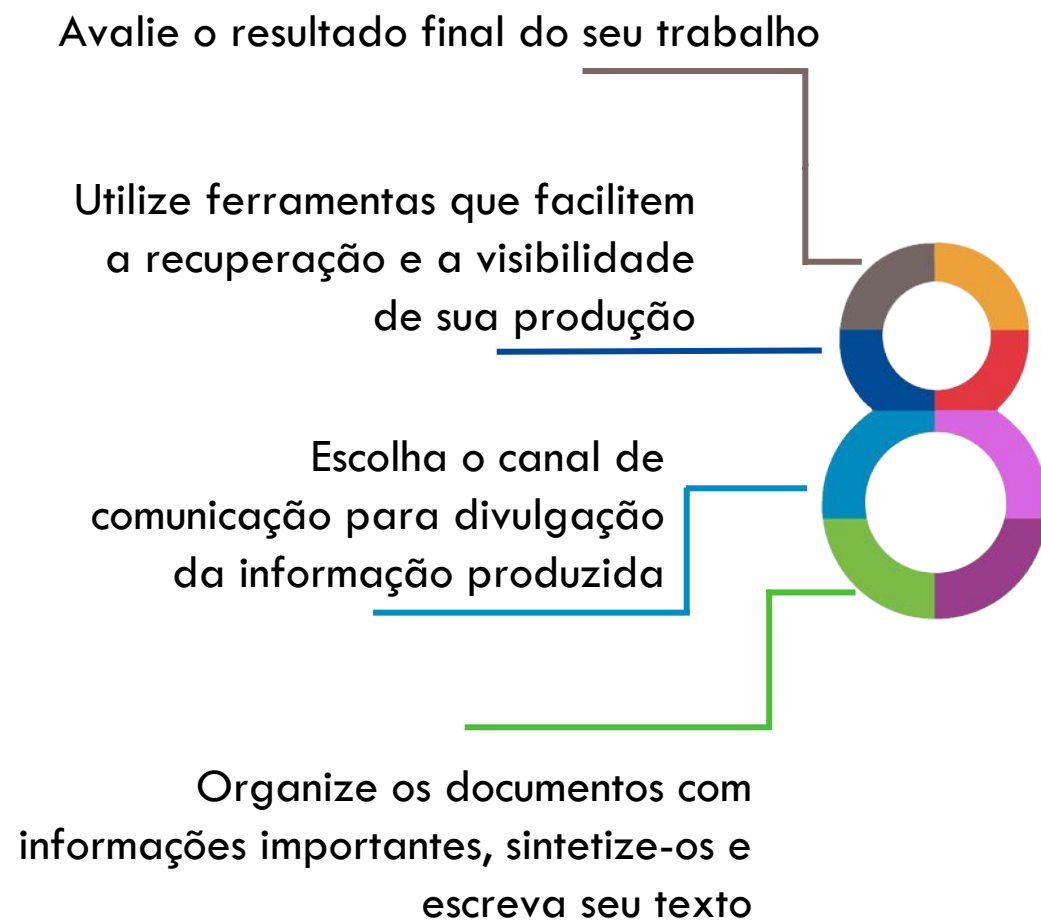 Avalie o resultado final do seu trabalho
Utilize ferramentas que facilitem
a recuperação e a visibilidade
de sua produção
Escolha o canal de
comunicação para divulgação
da informação produzida
Organize os documentos com
informações importantes, sintetize-os e
escreva seu texto